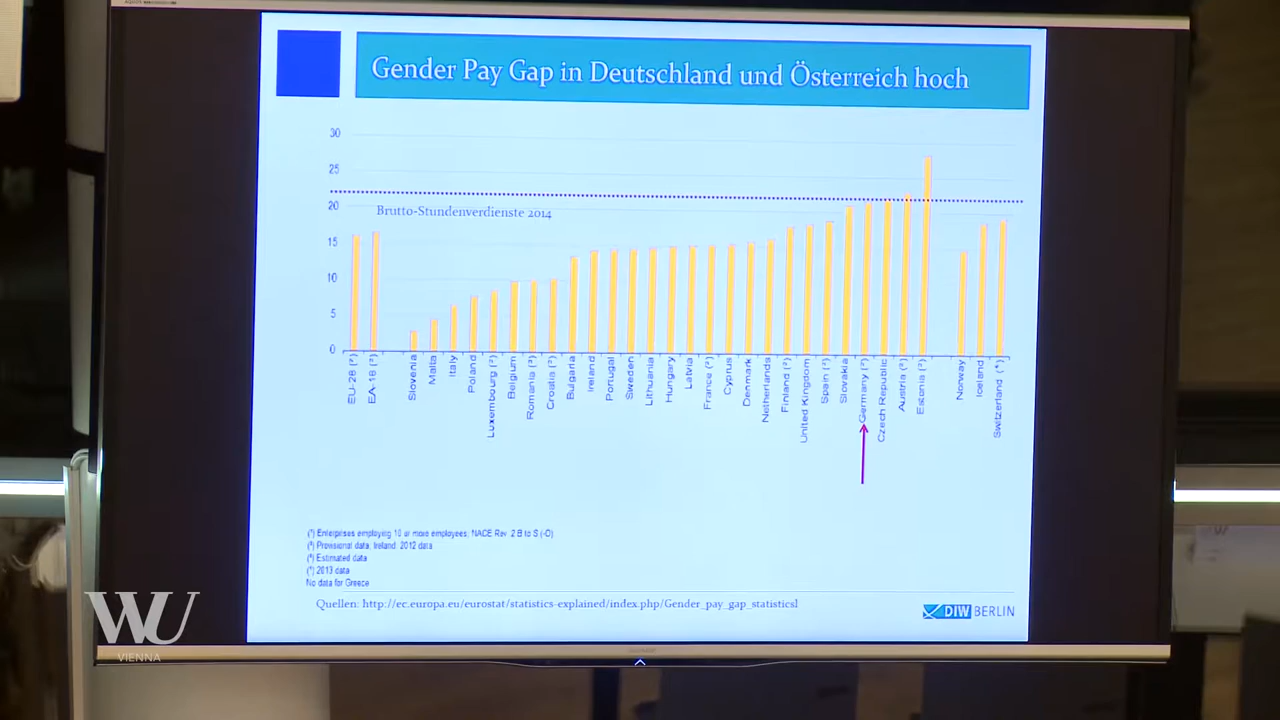 Gender Pay Gap in Deutschland und Österreich hoch
30
25
20
15
10
5
0
Brutto-Stundenverdienste 2014
EU-28 (²)
EA-18 (²)
Slovenia
Malta
Italy
Poland
Luxembourg (²)
Belgium
Romania (²)
Croatia (²)
Bulgaria
Ireland
Portugal
Sweden
Lithuania
Hungary
Latvia
France (²)
Cyprus
Denmark
Netherlands
Finland (²)
United Kingdom
Spain (²)
Slovakia
Germany (²)
Czech Republic
Austria (³)
Estonia (²)
Norway
Iceland
Switzerland (⁴)
(¹) Enterprises employing 10 or more employees; NACE Rev. 2 B to S (-O)
(²) Provisional data; Ireland: 2012 data
(³) Estimated data
(⁴) 2013 data
No data for Greece
Quellen: http://ec.europa.eu/eurostat/statistics-explained/index.php/Gender_pay_gap_statisticsl
DIW BERLIN
WU
VIENNA